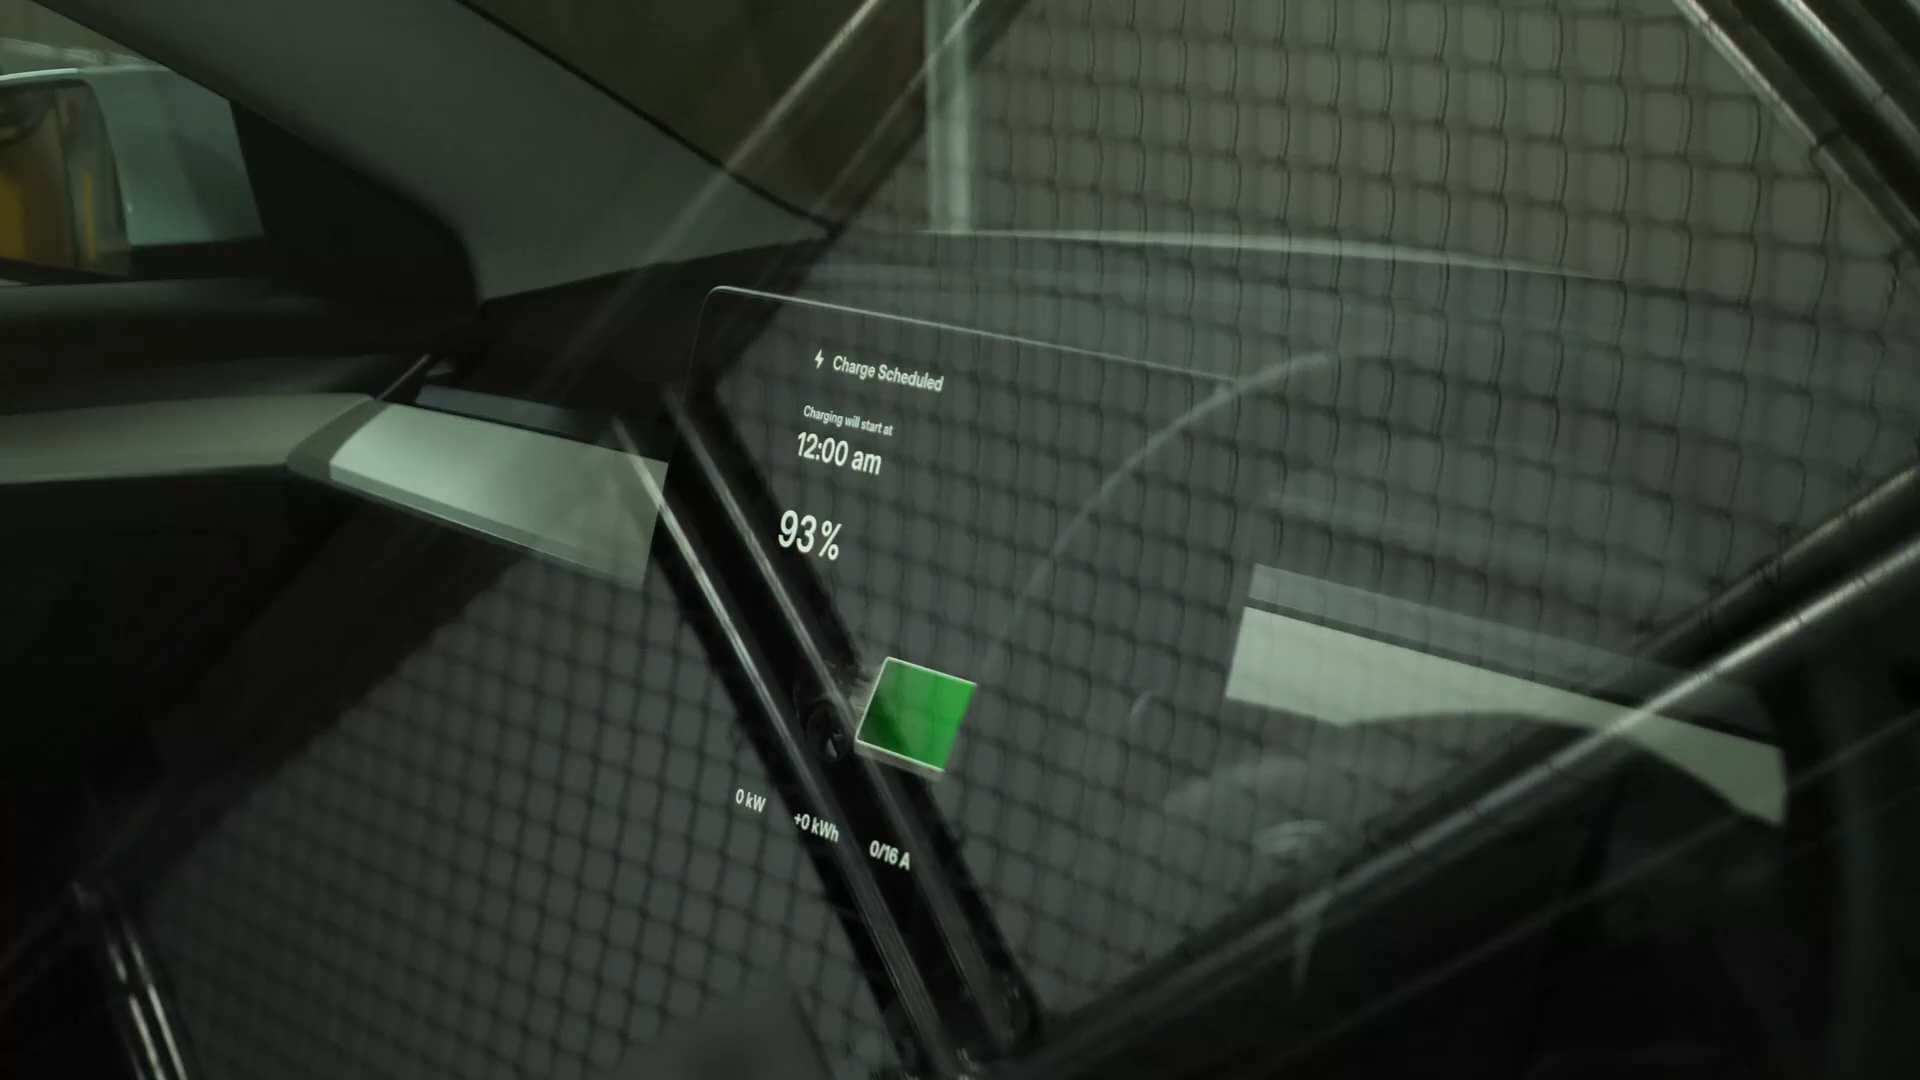 Charge Scheduled
Charging will start at
12:00 am
93%
0 kW
+0 kWh
0/16 A